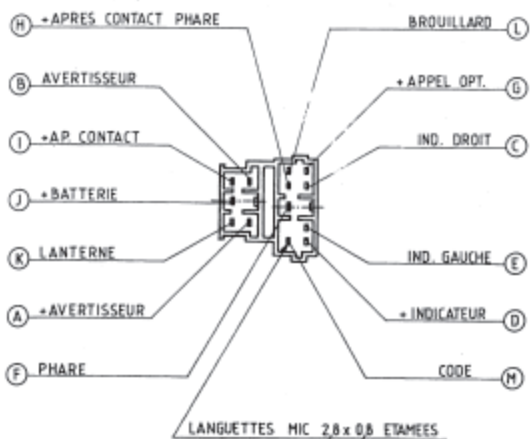 H +APRES CONTACT PHARE
BROUILLARD L
B AVERTISSEUR
+APPEL OPT. G
I +AP. CONTACT
IND. DROIT C
J +BATTERIE
K LANTERNE
IND. GAUCHE E
A +AVERTISSEUR
+INDICATEUR D
F PHARE
CODE M
LANGUETTES MIC 2,8 x 0,8 ETAMEES